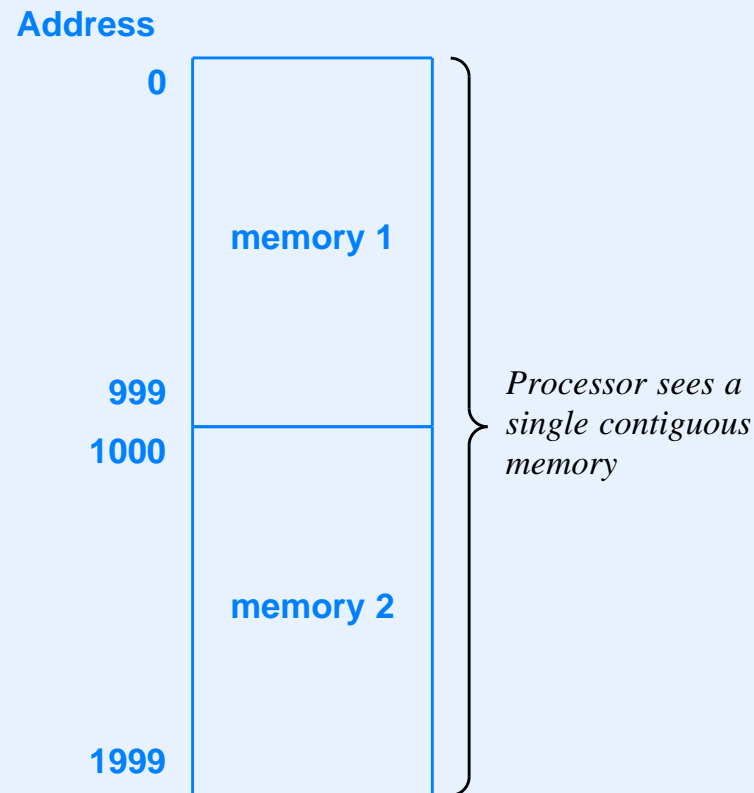 Address
0
memory 1
999
Processor sees a
single contiguous
1000
memory
memory 2
1999